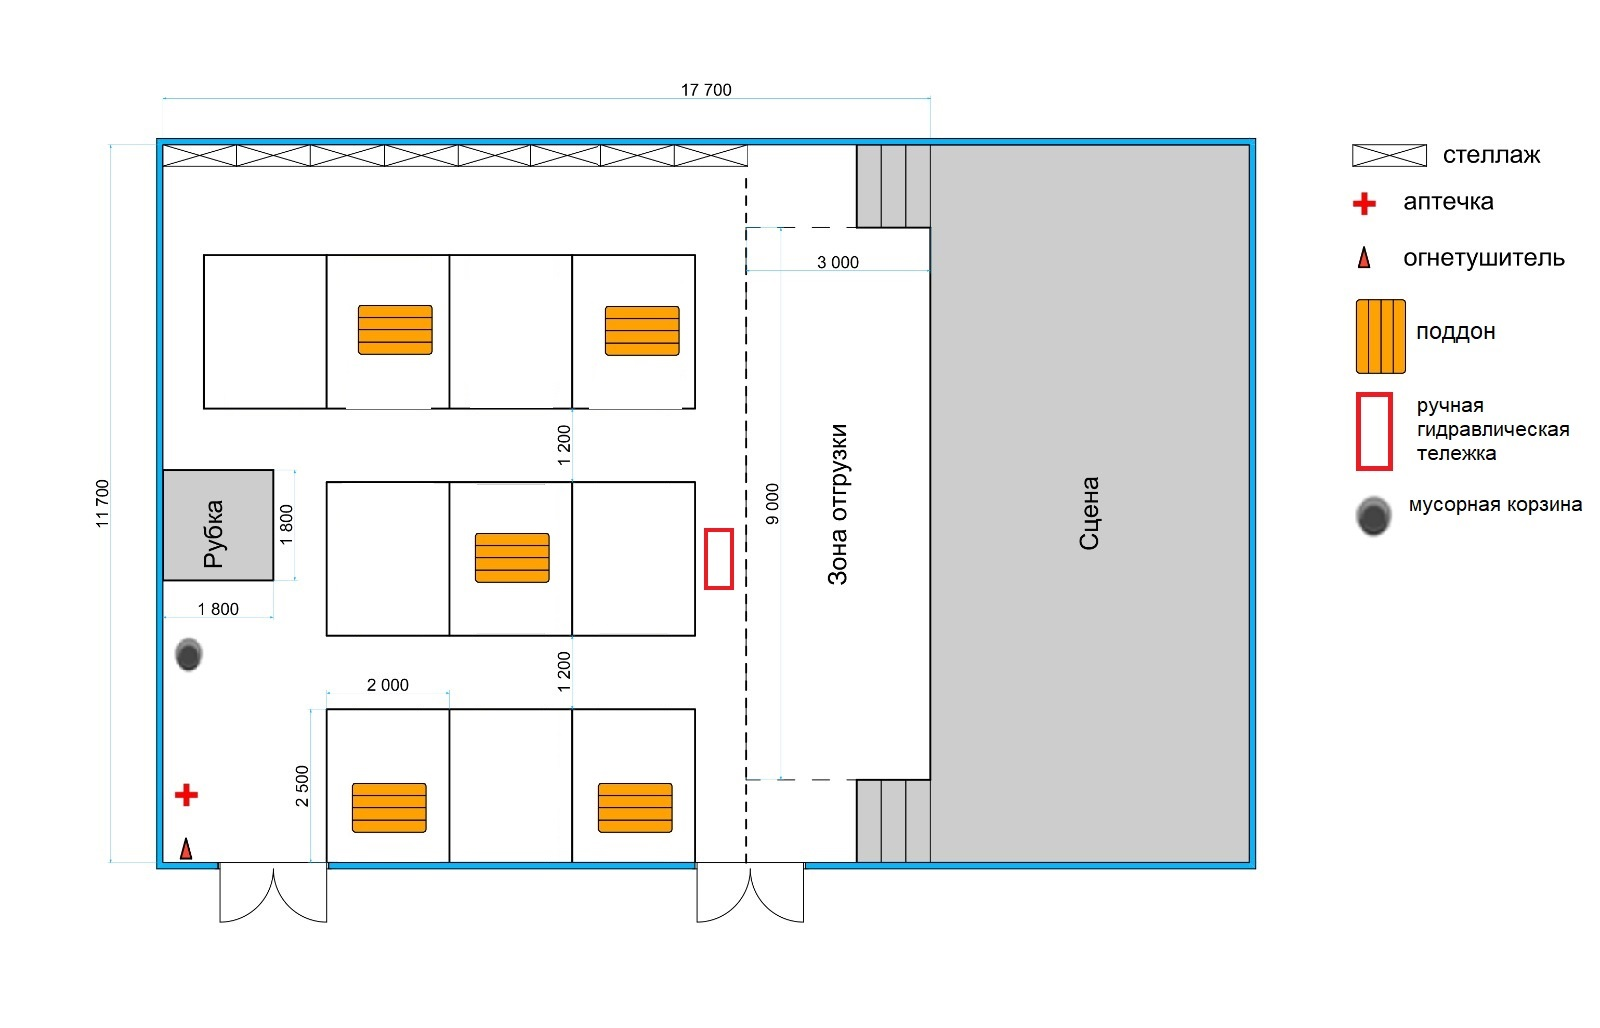 17 700
стеллаж
аптечка
огнетушитель
поддон
ручная
гидравлическая
тележка
мусорная корзина
3 000
1 200
11 700
Рубка
1 800
1 800
9 000
Зона отгрузки
Сцена
1 200
2 000
2 500